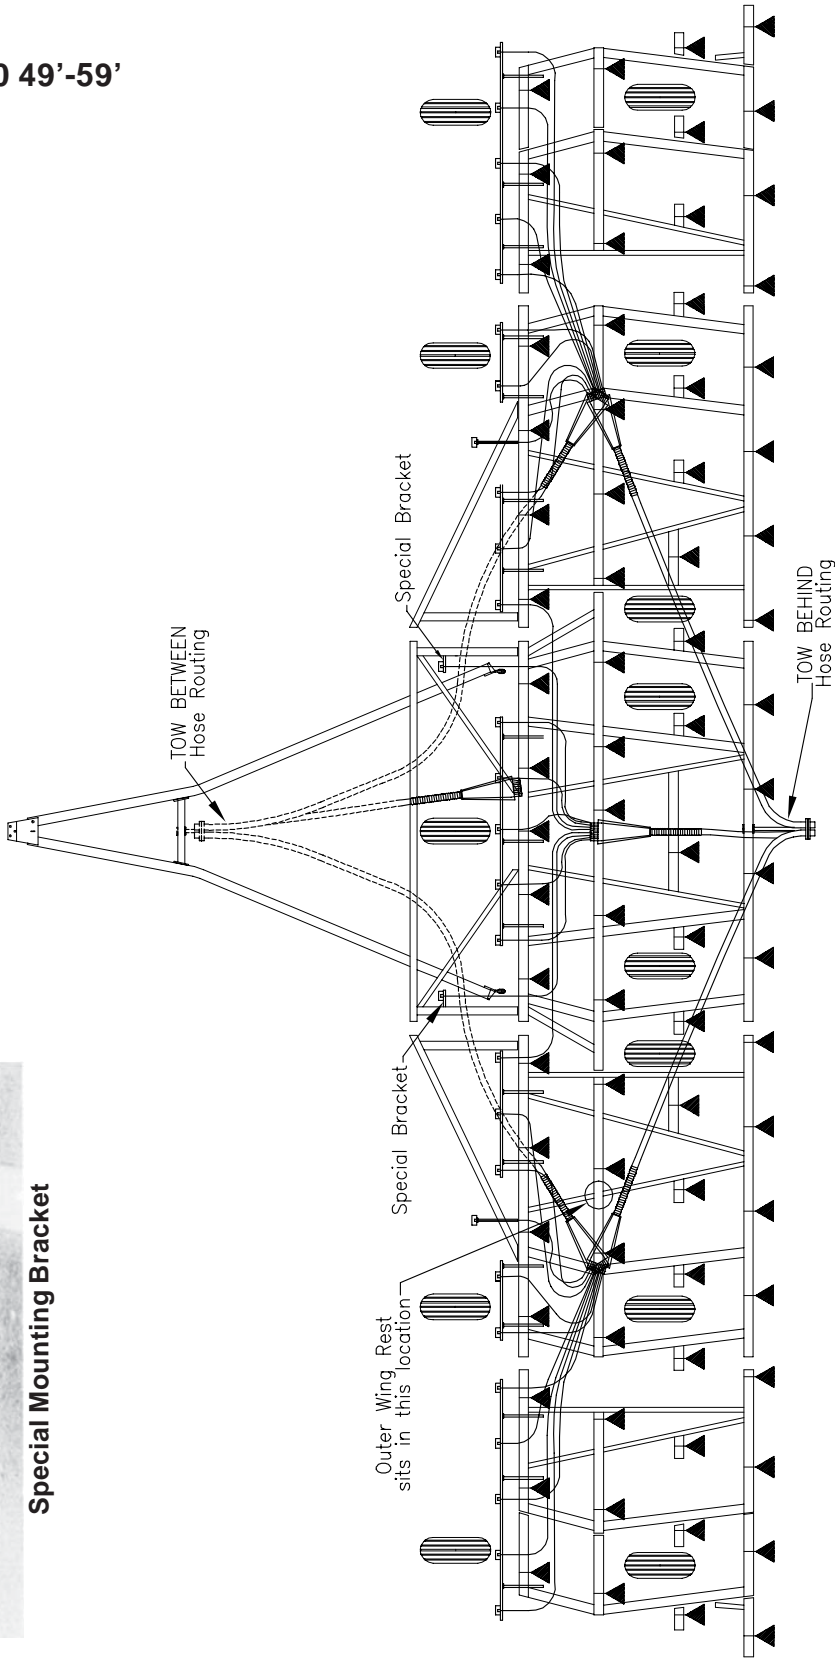 0 49’-59’
Special Mounting Bracket
TOW BETWEEN
Hose Routing
Special Bracket
Special Bracket
Outer Wing Rest
sits in this location
TOW BEHIND
Hose Routing